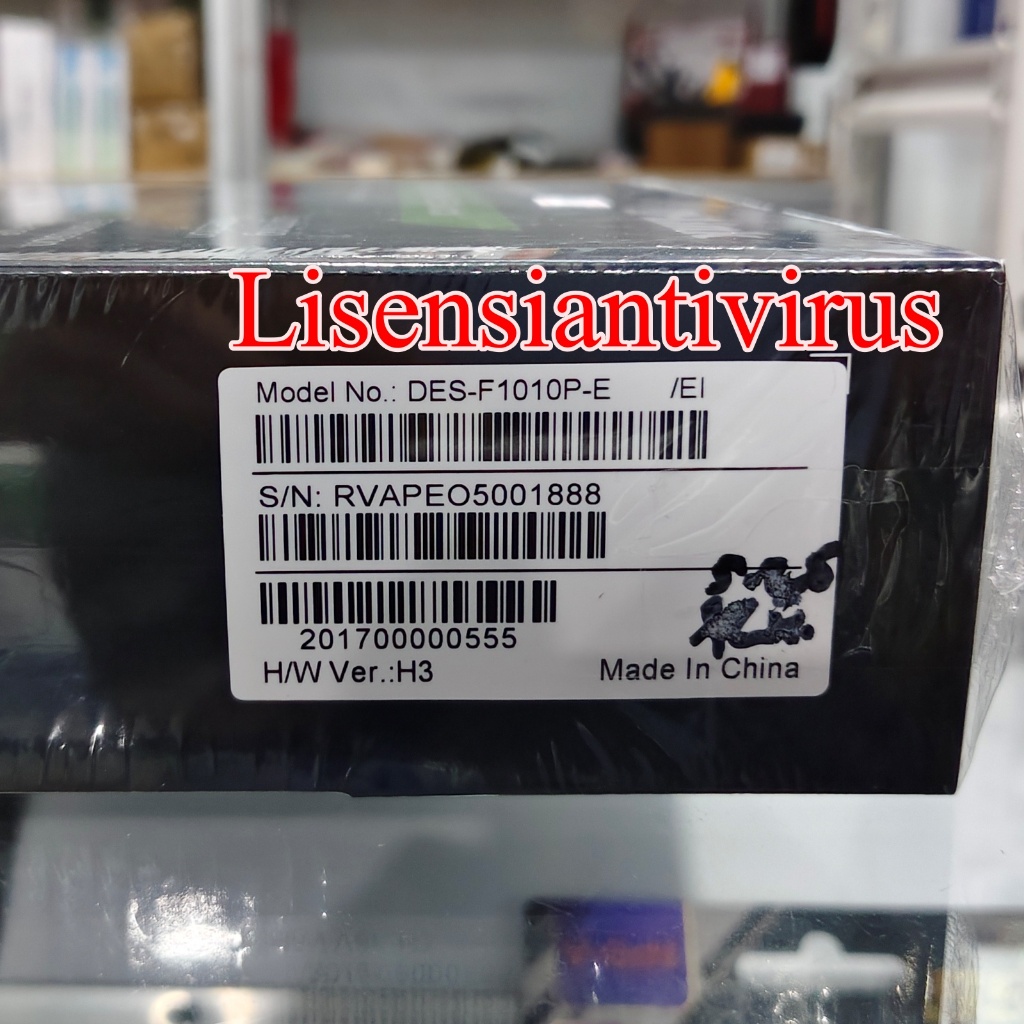 Lisensiantivirus
Model No.: DES-F1010P-E /EI
S/N: RVAPEO5001888
201700000555
H/W Ver.:H3 Made In China